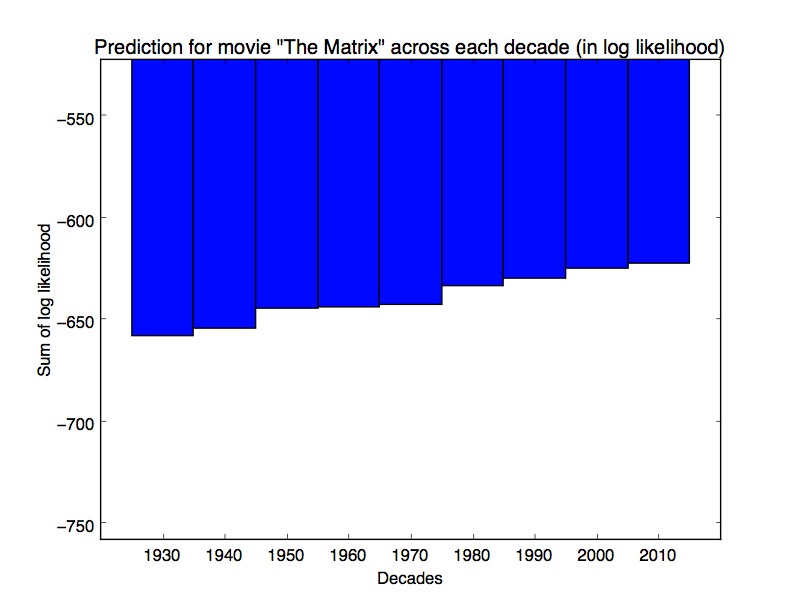 Prediction for movie "The Matrix" across each decade (in log likelihood)
−550
−600
−650
−700
−750
Sum of log likelihood
1930 1940 1950 1960 1970 1980 1990 2000 2010
Decades